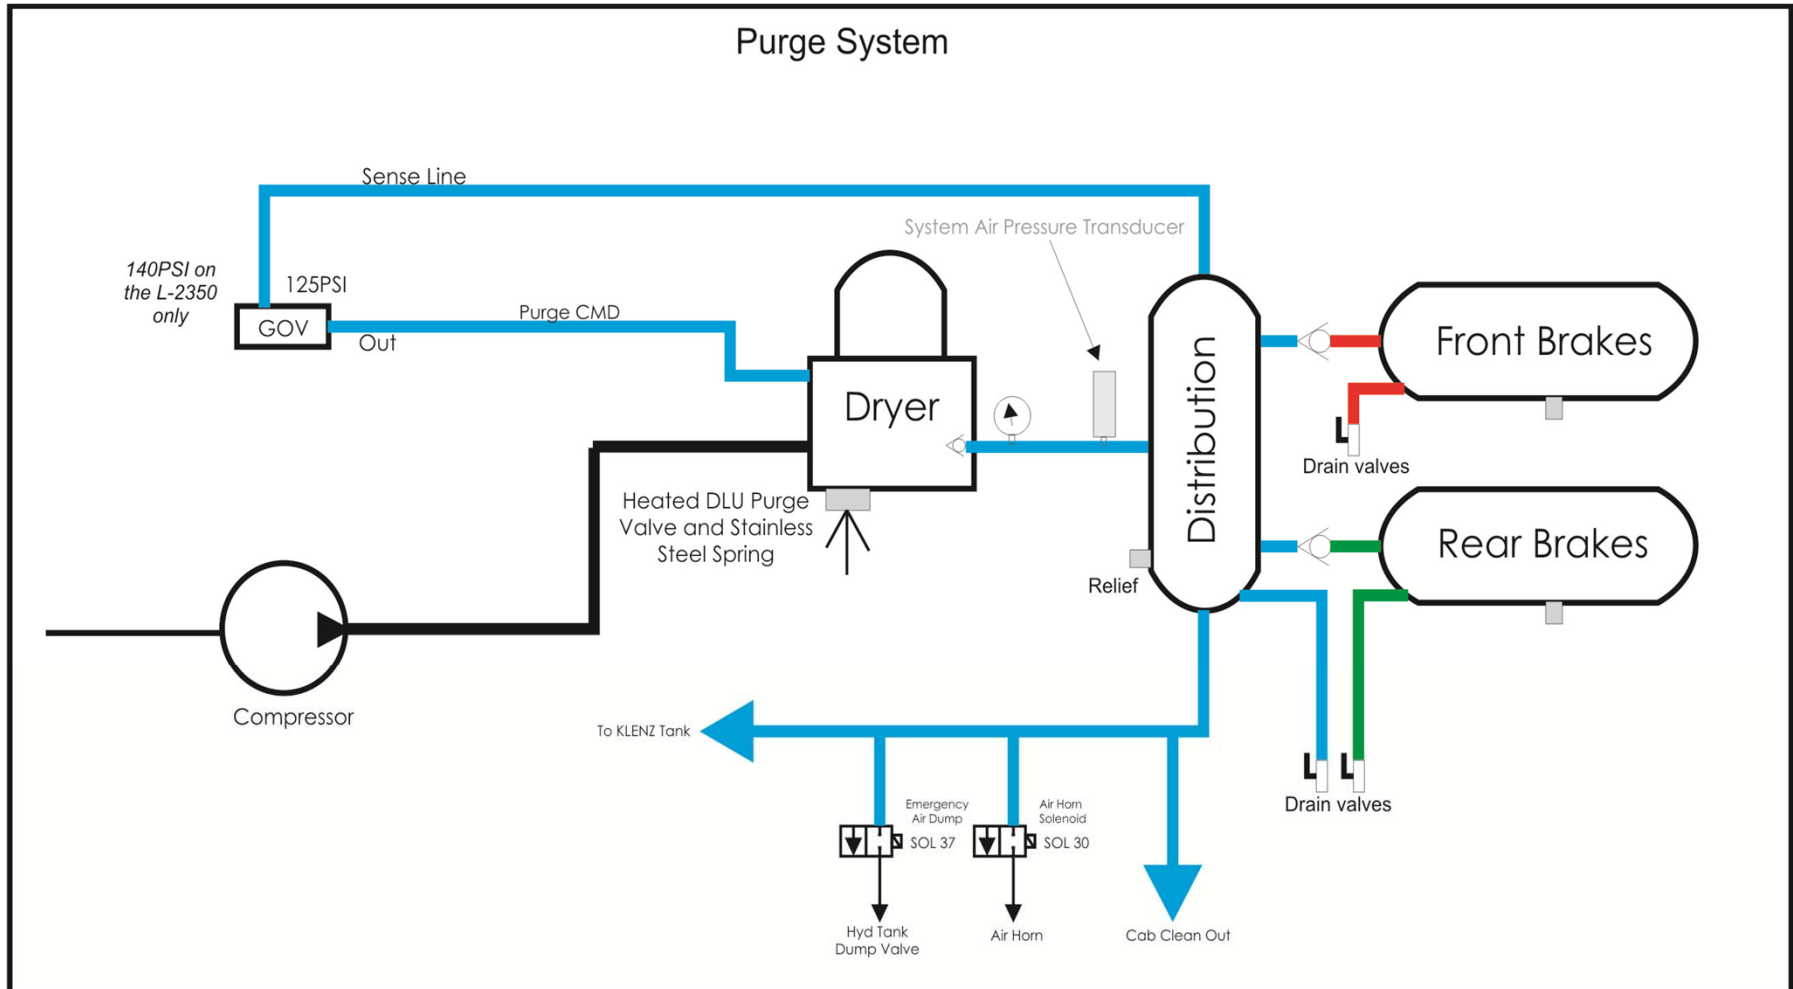 Purge System
Sense Line
System Air Pressure Transducer
140PSI on
the L-2350
only
125PSI
GOV
Out
Purge CMD
Dryer
Distribution
Front Brakes
Drain valves
Heated DLU Purge
Valve and Stainless
Steel Spring
Rear Brakes
Relief
Compressor
To KLENZ Tank
Drain valves
Emergency
Air Dump
SOL 37
Air Horn
Solenoid
SOL 30
Hyd Tank
Dump Valve
Air Horn
Cab Clean Out